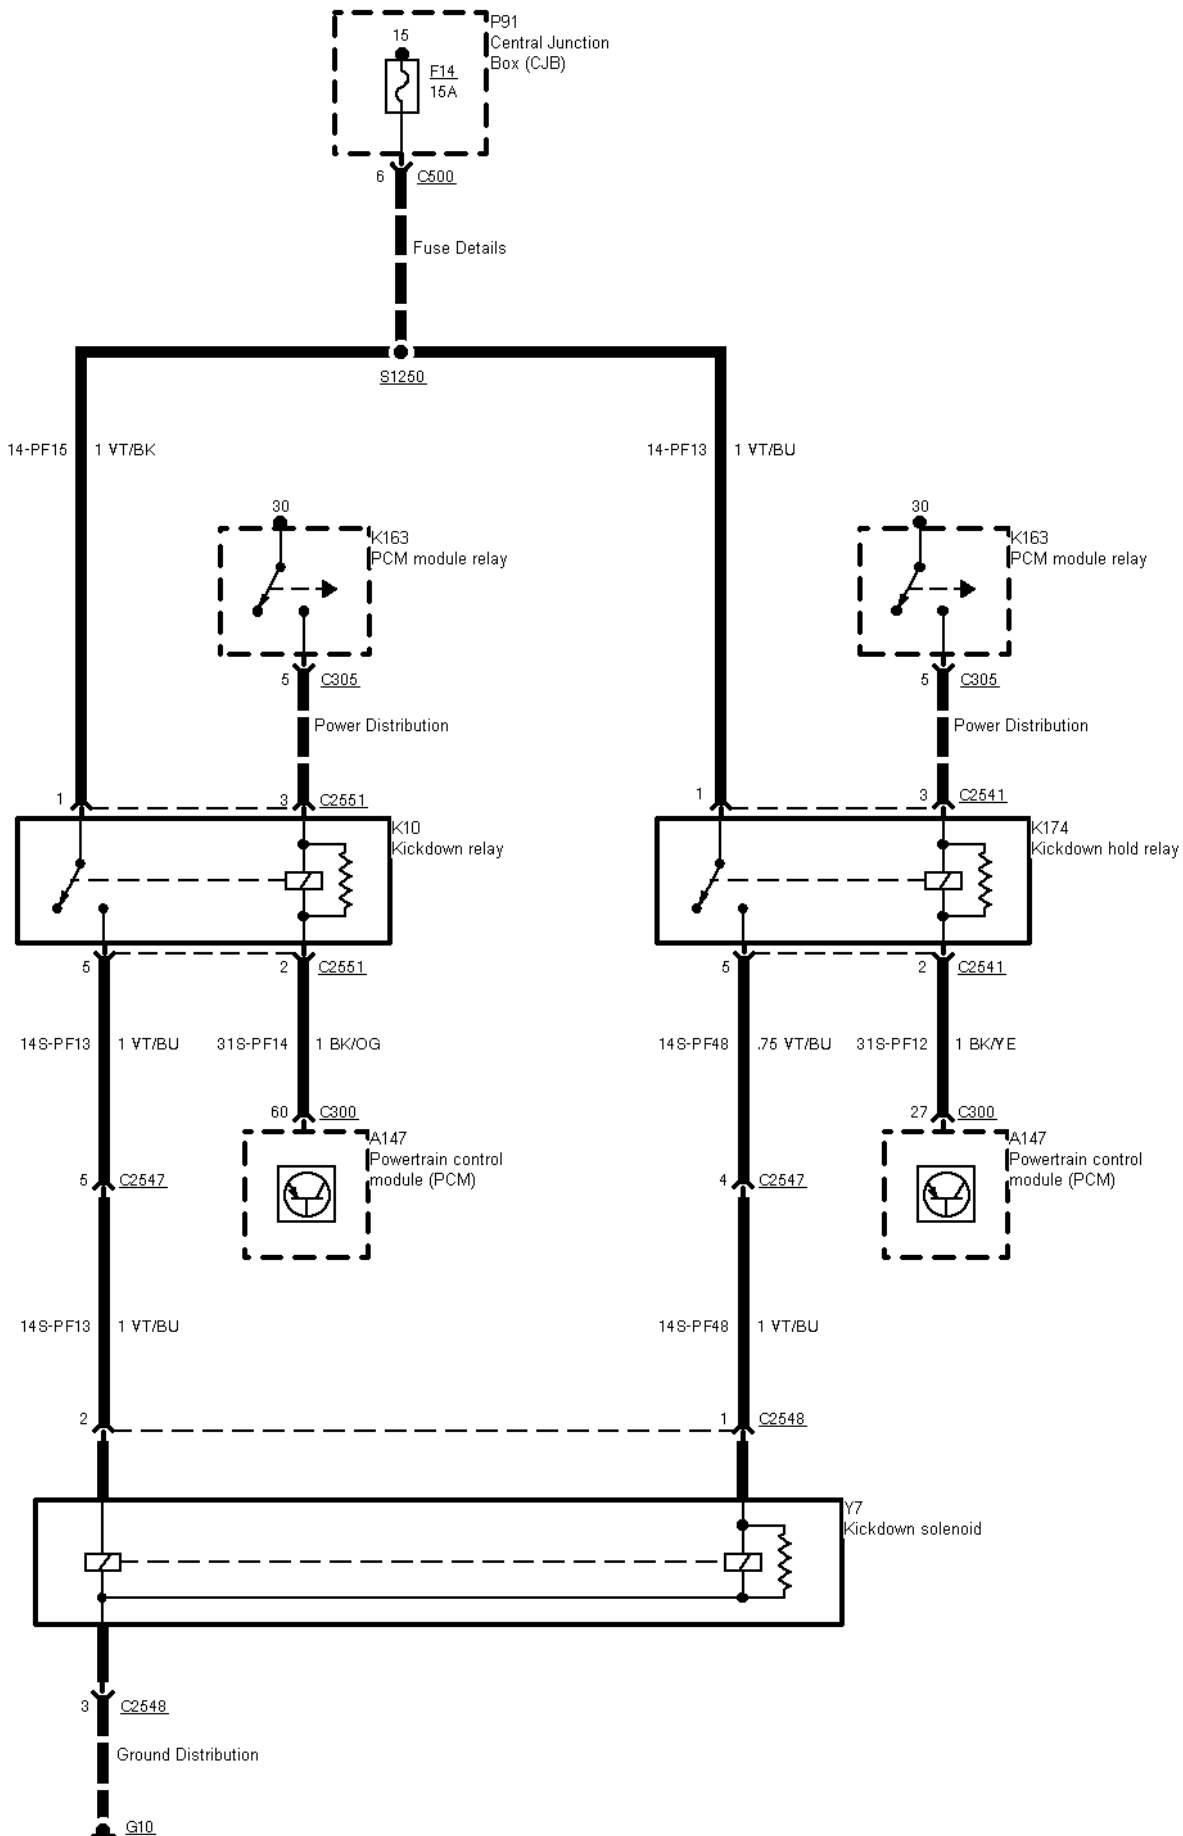 P91
Central Junction
Box (CJB)
15
F14
15A
6 C500
Fuse Details
S1250
14-PF15 1 VT/BK
14-PF13 1 VT/BU
30
K163
PCM module relay
30
K163
PCM module relay
5 C305
5 C305
Power Distribution
Power Distribution
1 3 C2551
1 3 C2541
K10
Kickdown relay
K174
Kickdown hold relay
5 2 C2551
5 2 C2541
14S-PF13 1 VT/BU 31S-PF14 1 BK/OG
14S-PF48 .75 VT/BU 31S-PF12 1 BK/YE
60 C300
27 C300
A147
Powertrain control
module (PCM)
A147
Powertrain control
module (PCM)
5 C2547
4 C2547
14S-PF13 1 VT/BU
14S-PF48 1 VT/BU
2 1 C2548
Y7
Kickdown solenoid
3 C2548
Ground Distribution
G10